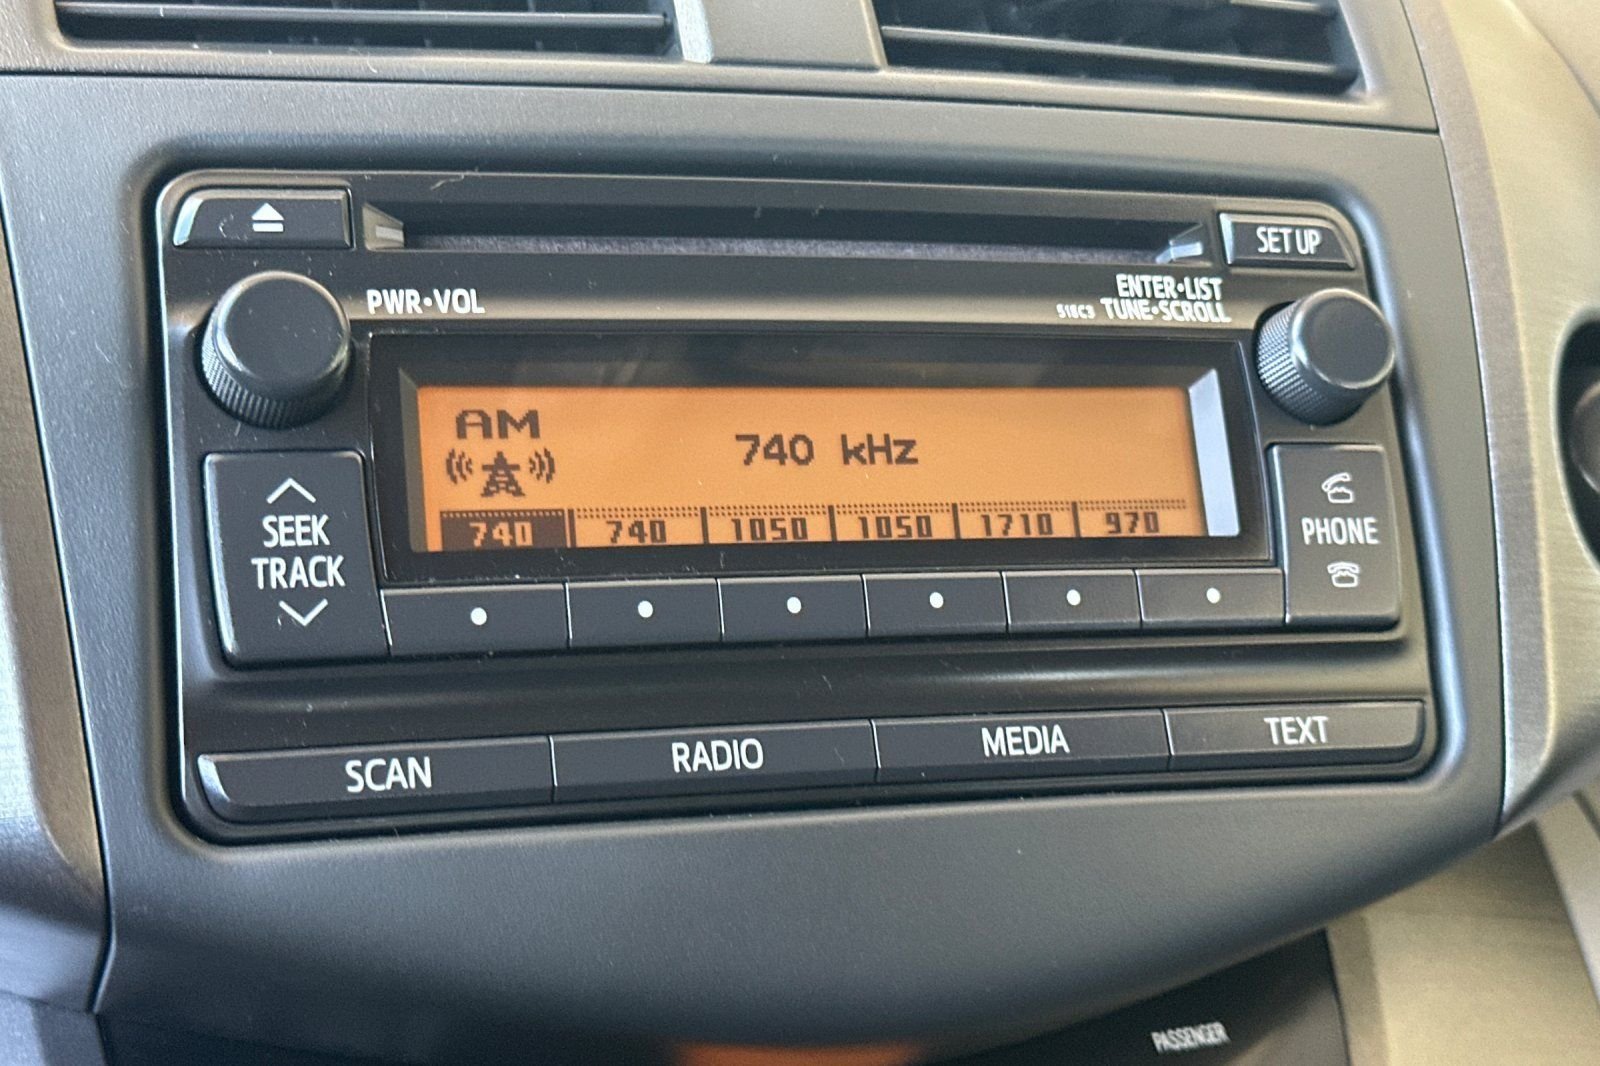 SET UP
PWR•VOL
ENTER•LIST
518C3 TUNE•SCROLL
AM
740 kHz
740 740 1050 1050 1710 970
SEEK
TRACK
PHONE
SCAN RADIO MEDIA TEXT
PASSENGER